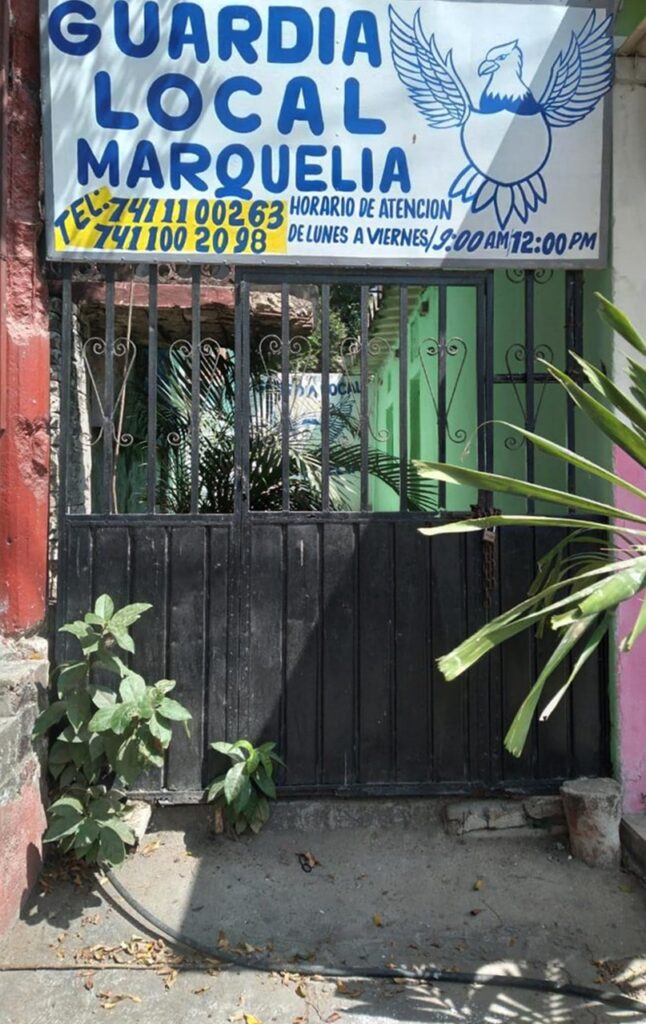 GUARDIA
LOCAL
MARQUELIA
TEL: 741 11 00263
741 100 20 98
HORARIO DE ATENCION
DE LUNES A VIERNES/9:00 AM/12:00 PM
LOCAL